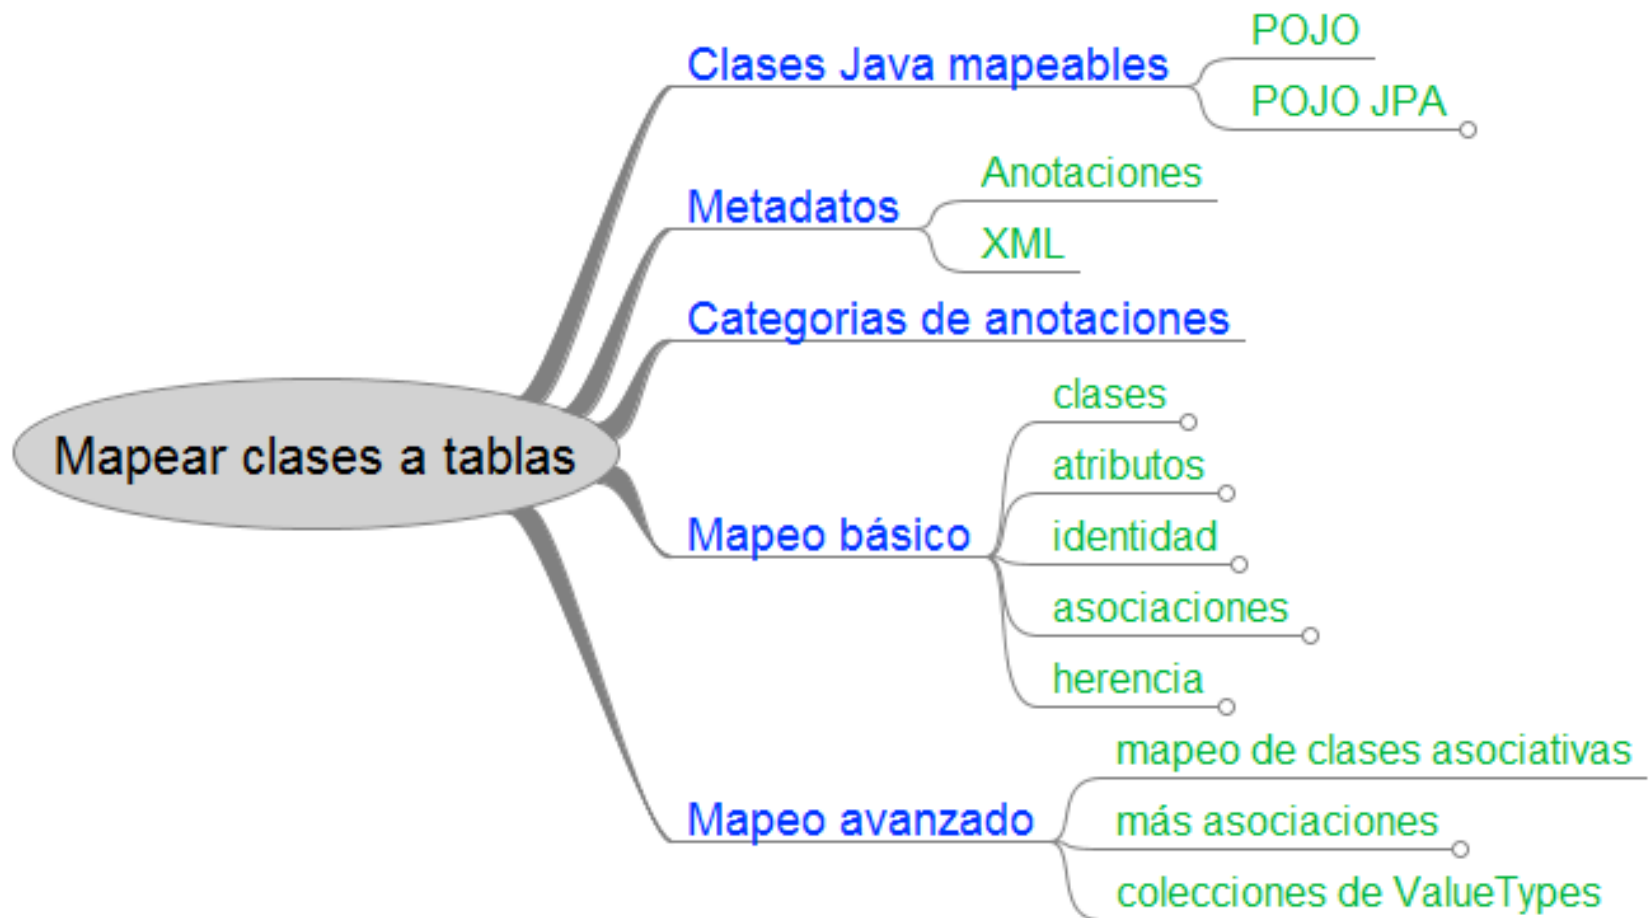 Mapear clases a tablas
Clases Java mapeables
POJO
POJO JPA
Metadatos
Anotaciones
XML
Categorias de anotaciones
Mapeo básico
clases
atributos
identidad
asociaciones
herencia
Mapeo avanzado
mapeo de clases asociativas
más asociaciones
colecciones de ValueTypes